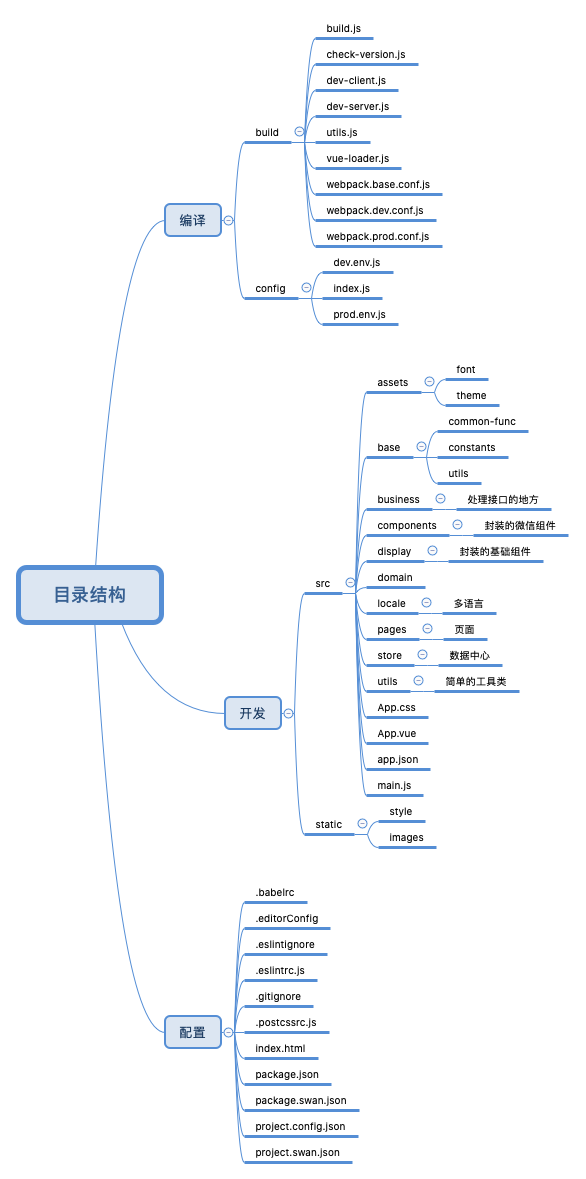 目录结构
编译
build
build.js
check-version.js
dev-client.js
dev-server.js
utils.js
vue-loader.js
webpack.base.conf.js
webpack.dev.conf.js
webpack.prod.conf.js
config
dev.env.js
index.js
prod.env.js
开发
src
assets
font
theme
base
common-func
constants
utils
business
处理接口的地方
components
封装的微信组件
display
封装的基础组件
domain
locale
多语言
pages
页面
store
数据中心
utils
简单的工具类
App.css
App.vue
app.json
main.js
static
style
images
配置
.babelrc
.editorConfig
.eslintignore
.eslintrc.js
.gitignore
.postcssrc.js
index.html
package.json
package.swan.json
project.config.json
project.swan.json